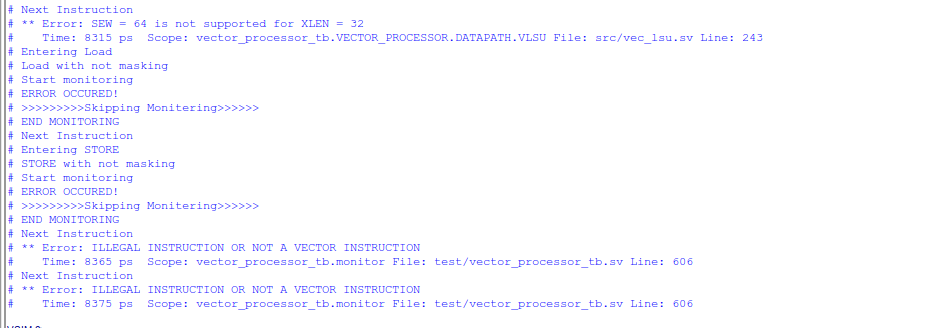 # Next Instruction
# ** Error: SEW = 64 is not supported for XLEN = 32
#    Time: 8315 ps  Scope: vector_processor_tb.VECTOR_PROCESSOR.DATAPATH.VLSU File: src/vec_lsu.sv Line: 243
# Entering Load
# Load with not masking
# Start monitoring
# ERROR OCCURED!
# >>>>>>>>>Skipping Monitering>>>>>>
# END MONITORING
# Next Instruction
# Entering STORE
# STORE with not masking
# Start monitoring
# ERROR OCCURED!
# >>>>>>>>>Skipping Monitering>>>>>>
# END MONITORING
# Next Instruction
# ** Error: ILLEGAL INSTRUCTION OR NOT A VECTOR INSTRUCTION
#    Time: 8365 ps  Scope: vector_processor_tb.monitor File: test/vector_processor_tb.sv Line: 606
# Next Instruction
# ** Error: ILLEGAL INSTRUCTION OR NOT A VECTOR INSTRUCTION
#    Time: 8375 ps  Scope: vector_processor_tb.monitor File: test/vector_processor_tb.sv Line: 606